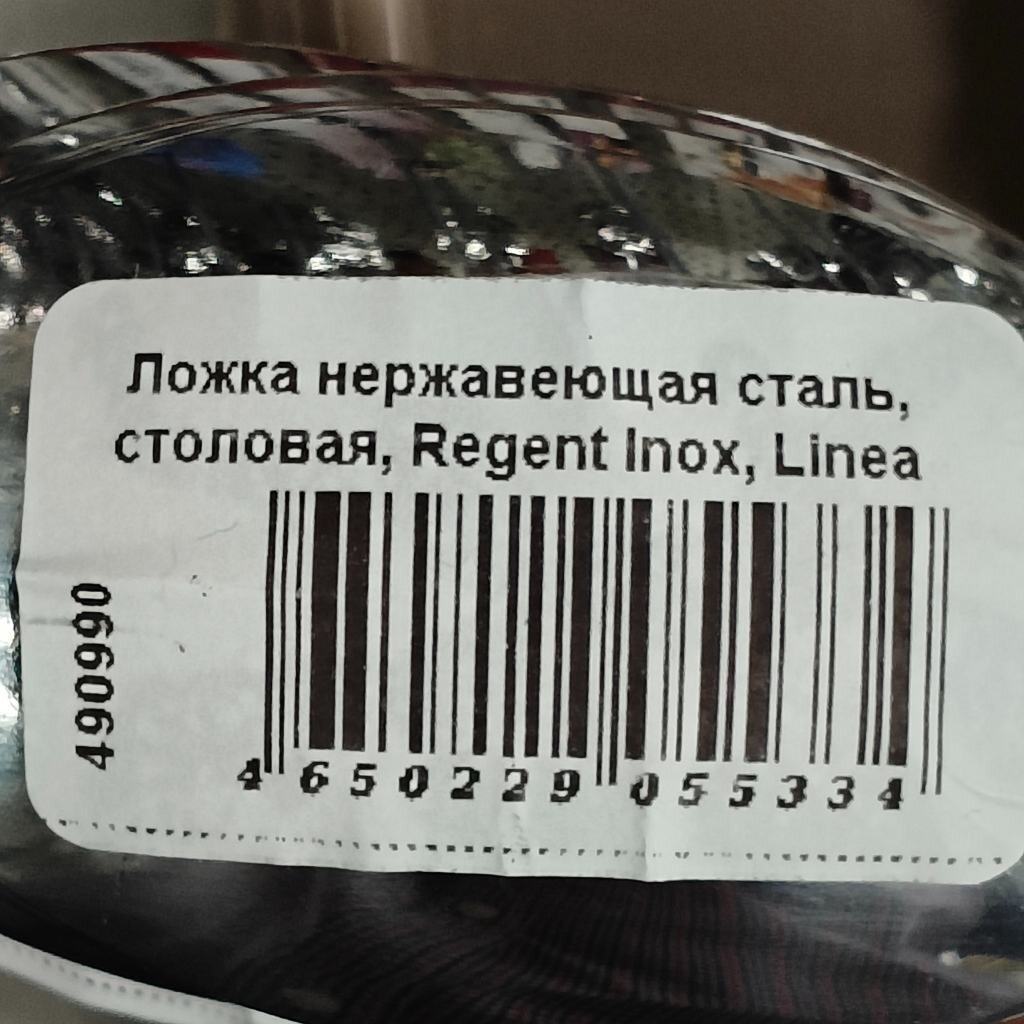 Ложка нержавеющая сталь,
столовая, Regent Inox, Linea
490990
4 650229 055334